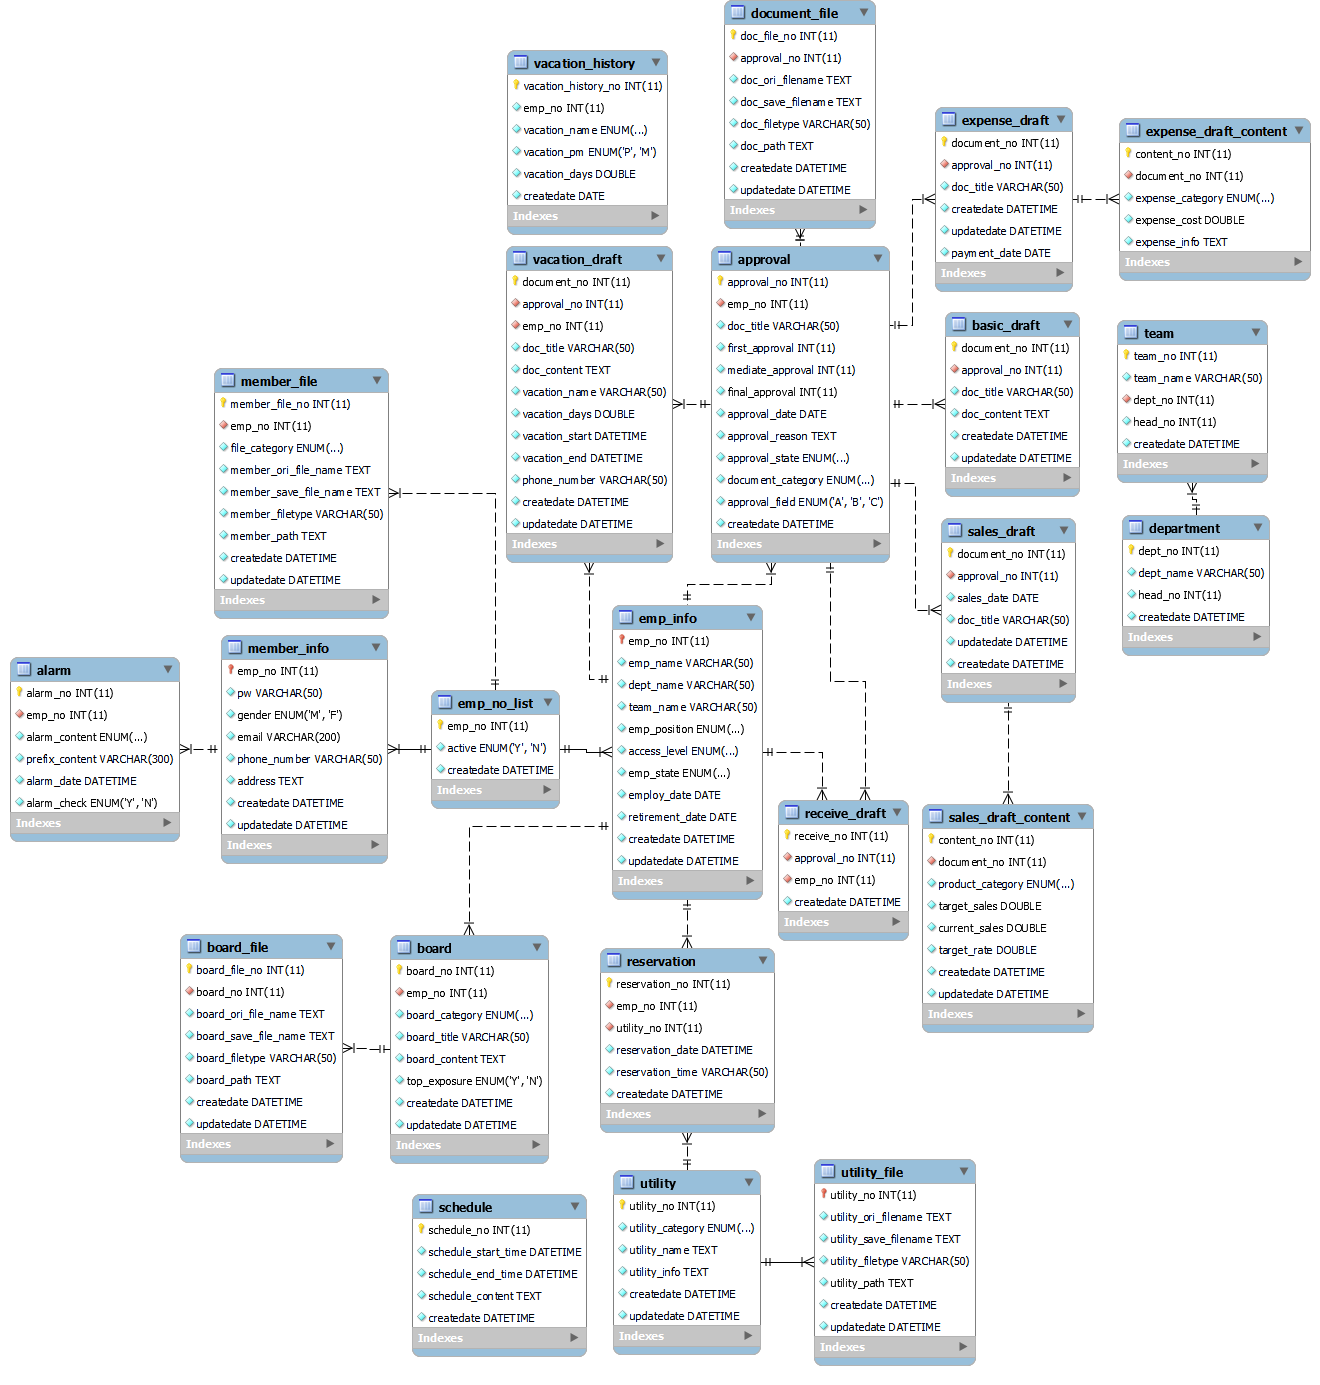 document_file
doc_file_no INT(11)
approval_no INT(11)
doc_ori_filename TEXT
doc_save_filename TEXT
doc_filetype VARCHAR(50)
doc_path TEXT
createdate DATETIME
updatedate DATETIME
Indexes
vacation_history
vacation_history_no INT(11)
emp_no INT(11)
vacation_name ENUM(...)
vacation_pm ENUM('P', 'M')
vacation_days DOUBLE
createdate DATE
Indexes
expense_draft
document_no INT(11)
approval_no INT(11)
doc_title VARCHAR(50)
createdate DATETIME
updatedate DATETIME
payment_date DATE
Indexes
expense_draft_content
content_no INT(11)
document_no INT(11)
expense_category ENUM(...)
expense_cost DOUBLE
expense_info TEXT
Indexes
vacation_draft
document_no INT(11)
approval_no INT(11)
emp_no INT(11)
doc_title VARCHAR(50)
doc_content TEXT
vacation_name VARCHAR(50)
vacation_days DOUBLE
vacation_start DATETIME
vacation_end DATETIME
phone_number VARCHAR(50)
createdate DATETIME
updatedate DATETIME
Indexes
approval
approval_no INT(11)
emp_no INT(11)
doc_title VARCHAR(50)
first_approval INT(11)
mediate_approval INT(11)
final_approval INT(11)
approval_date DATE
approval_reason TEXT
approval_state ENUM(...)
document_category ENUM(...)
approval_field ENUM('A', 'B', 'C')
createdate DATETIME
Indexes
basic_draft
document_no INT(11)
approval_no INT(11)
doc_title VARCHAR(50)
doc_content TEXT
createdate DATETIME
updatedate DATETIME
Indexes
team
team_no INT(11)
team_name VARCHAR(50)
dept_no INT(11)
head_no INT(11)
createdate DATETIME
Indexes
member_file
member_file_no INT(11)
emp_no INT(11)
file_category ENUM(...)
member_ori_file_name TEXT
member_save_file_name TEXT
member_filetype VARCHAR(50)
member_path TEXT
createdate DATETIME
updatedate DATETIME
Indexes
sales_draft
document_no INT(11)
approval_no INT(11)
sales_date DATE
doc_title VARCHAR(50)
updatedate DATETIME
createdate DATETIME
Indexes
department
dept_no INT(11)
dept_name VARCHAR(50)
head_no INT(11)
createdate DATETIME
Indexes
alarm
alarm_no INT(11)
emp_no INT(11)
alarm_content ENUM(...)
prefix_content VARCHAR(300)
alarm_date DATETIME
alarm_check ENUM('Y', 'N')
Indexes
member_info
emp_no INT(11)
pw VARCHAR(50)
gender ENUM('M', 'F')
email VARCHAR(200)
phone_number VARCHAR(50)
address TEXT
createdate DATETIME
updatedate DATETIME
Indexes
emp_no_list
emp_no INT(11)
active ENUM('Y', 'N')
createdate DATETIME
Indexes
emp_info
emp_no INT(11)
emp_name VARCHAR(50)
dept_name VARCHAR(50)
team_name VARCHAR(50)
emp_position ENUM(...)
access_level ENUM(...)
emp_state ENUM(...)
employ_date DATE
retirement_date DATE
createdate DATETIME
updatedate DATETIME
Indexes
receive_draft
receive_no INT(11)
approval_no INT(11)
emp_no INT(11)
createdate DATETIME
Indexes
sales_draft_content
content_no INT(11)
document_no INT(11)
product_category ENUM(...)
target_sales DOUBLE
current_sales DOUBLE
target_rate DOUBLE
createdate DATETIME
updatedate DATETIME
Indexes
board_file
board_file_no INT(11)
board_no INT(11)
board_ori_file_name TEXT
board_save_file_name TEXT
board_filetype VARCHAR(50)
board_path TEXT
createdate DATETIME
updatedate DATETIME
Indexes
board
board_no INT(11)
emp_no INT(11)
board_category ENUM(...)
board_title VARCHAR(50)
board_content TEXT
top_exposure ENUM('Y', 'N')
createdate DATETIME
updatedate DATETIME
Indexes
reservation
reservation_no INT(11)
emp_no INT(11)
utility_no INT(11)
reservation_date DATETIME
reservation_time VARCHAR(50)
createdate DATETIME
Indexes
schedule
schedule_no INT(11)
schedule_start_time DATETIME
schedule_end_time DATETIME
schedule_content TEXT
createdate DATETIME
Indexes
utility
utility_no INT(11)
utility_category ENUM(...)
utility_name TEXT
utility_info TEXT
createdate DATETIME
updatedate DATETIME
Indexes
utility_file
utility_no INT(11)
utility_ori_filename TEXT
utility_save_filename TEXT
utility_filetype VARCHAR(50)
utility_path TEXT
createdate DATETIME
updatedate DATETIME
Indexes